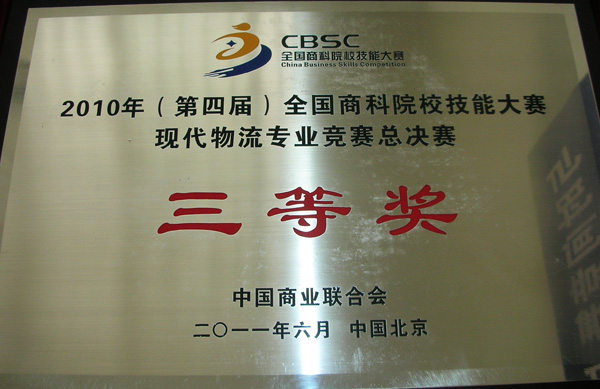 CBSC
全国商科院校技能大赛
China Business Skills Competition
2010年（第四届）全国商科院校技能大赛
现代物流专业竞赛总决赛
三等奖
中国商业联合会
二〇一一年六月 中国北京